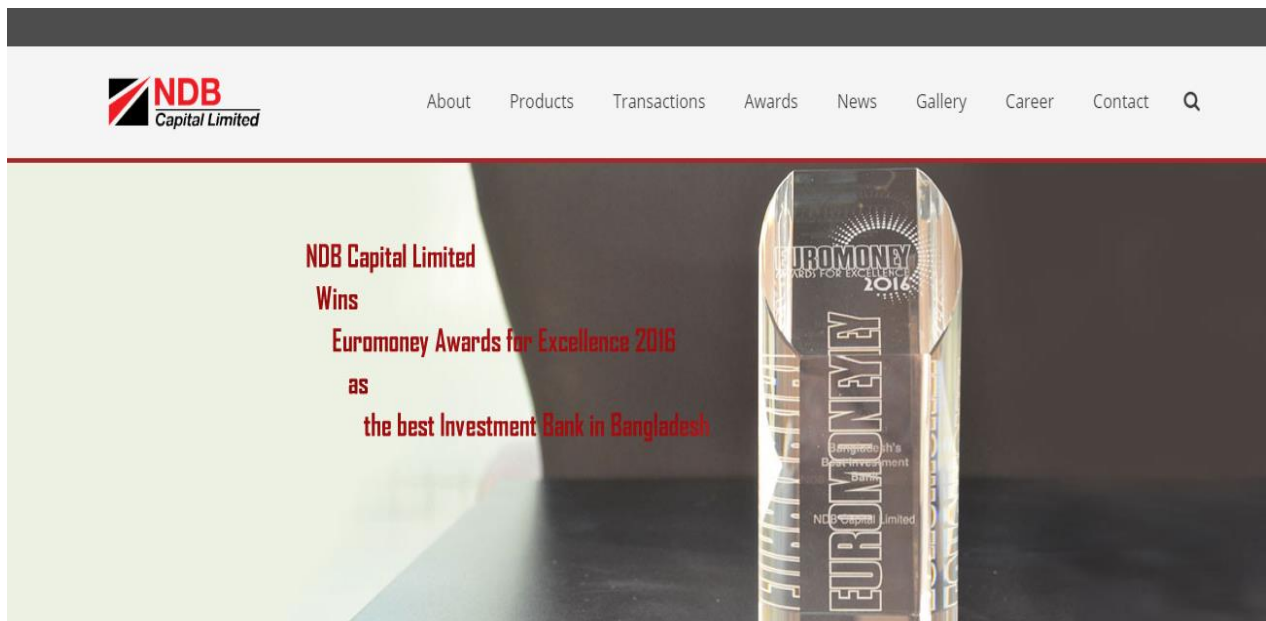 NDB
Capital Limited
About Products Transactions Awards News Gallery Career Contact
NDB Capital Limited
Wins
Euromoney Awards for Excellence 2016
as
the best Investment Bank in Bangladesh
EUROMONEY
AWARDS FOR EXCELLENCE
2016
EUROMONEY
Bangladesh's
Best Investment
Bank
NDB Capital Limited